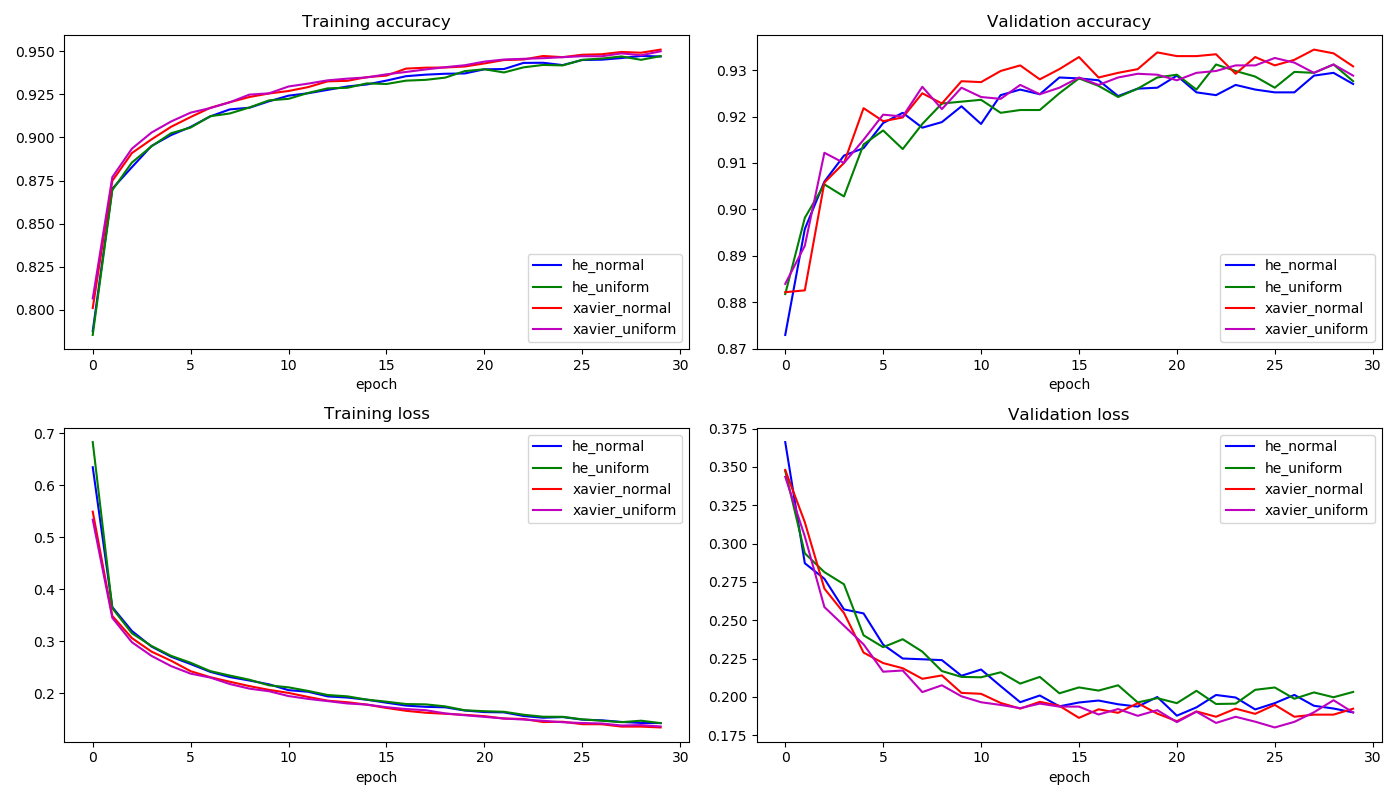 Training accuracy
0.950
0.925
0.900
0.875
0.850
0.825
0.800
he_normal
he_uniform
xavier_normal
xavier_uniform
0 5 10 15 20 25 30
epoch
Validation accuracy
0.93
0.92
0.91
0.90
0.89
0.88
0.87
he_normal
he_uniform
xavier_normal
xavier_uniform
0 5 10 15 20 25 30
epoch
Training loss
0.7
0.6
0.5
0.4
0.3
0.2
he_normal
he_uniform
xavier_normal
xavier_uniform
0 5 10 15 20 25 30
epoch
Validation loss
0.375
0.350
0.325
0.300
0.275
0.250
0.225
0.200
0.175
he_normal
he_uniform
xavier_normal
xavier_uniform
0 5 10 15 20 25 30
epoch